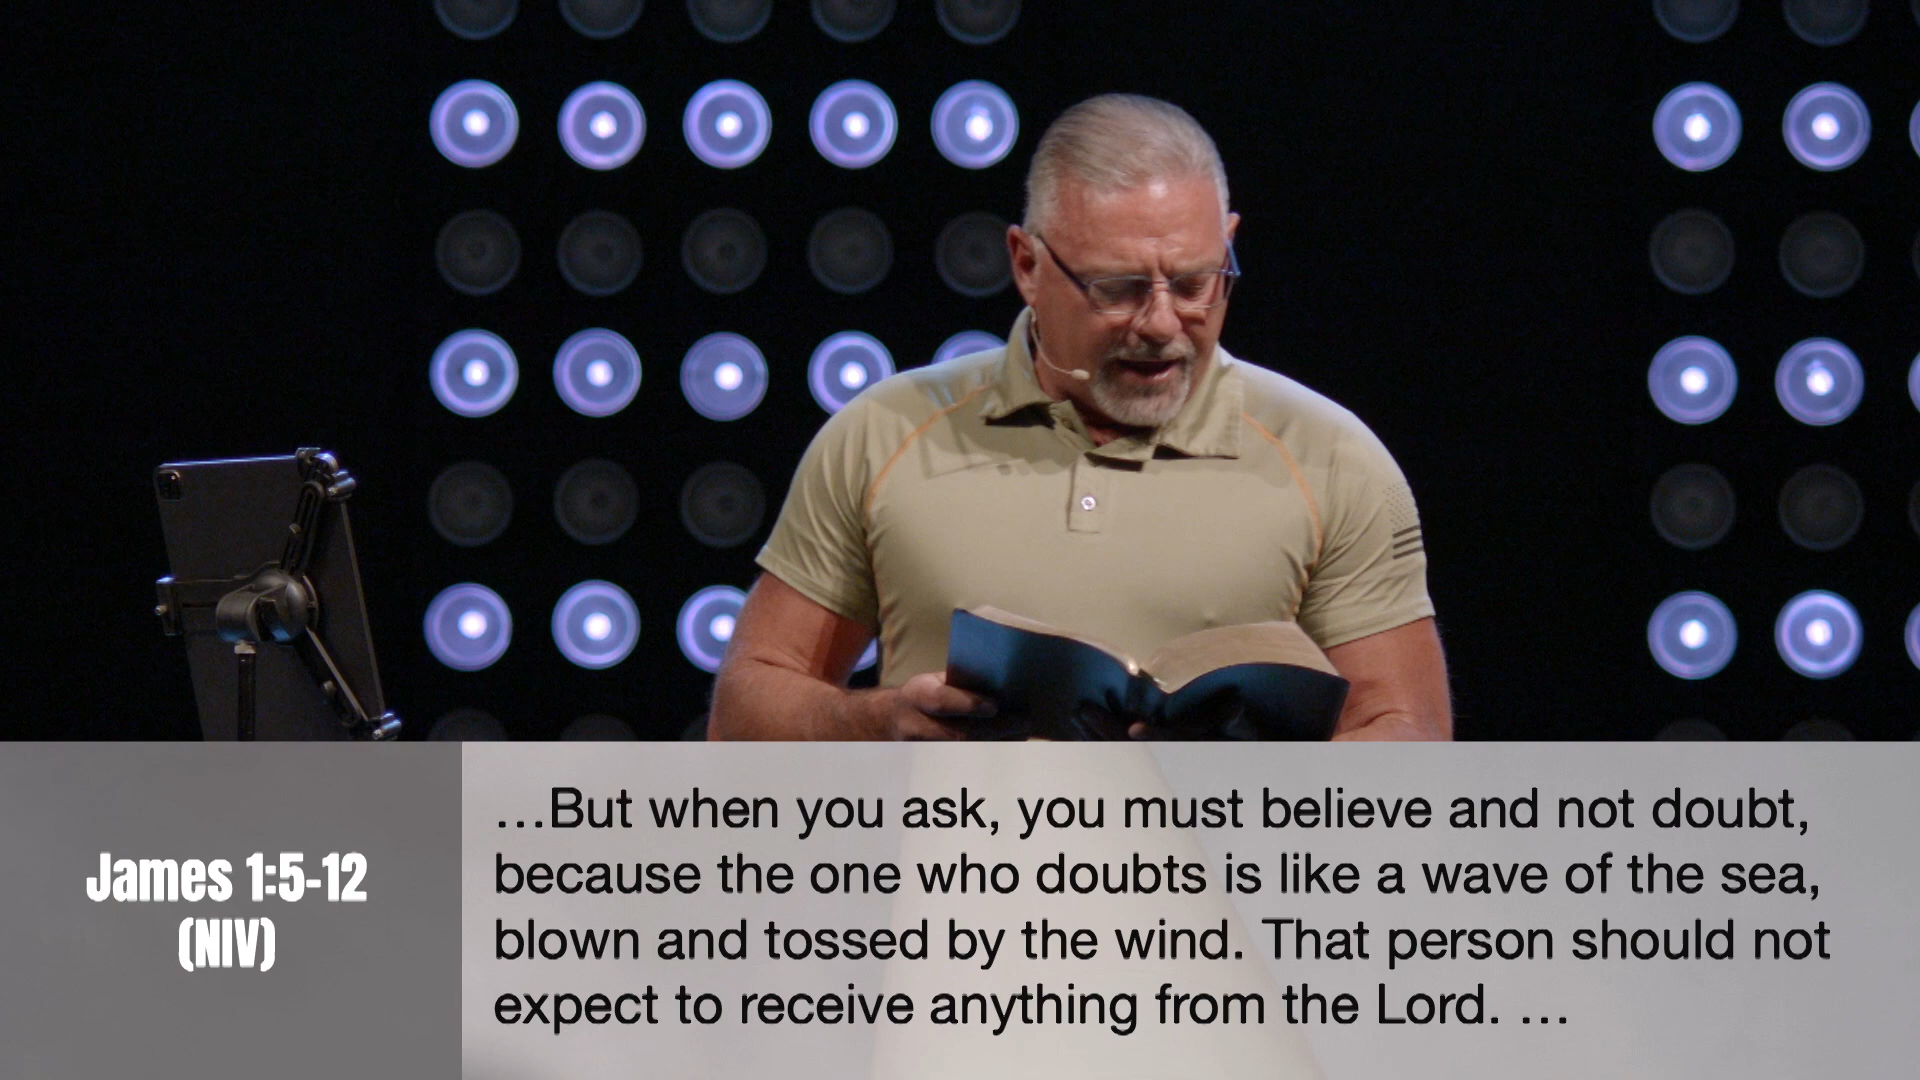 James 1:5-12
(NIV)
…But when you ask, you must believe and not doubt,
because the one who doubts is like a wave of the sea,
blown and tossed by the wind. That person should not
expect to receive anything from the Lord. …